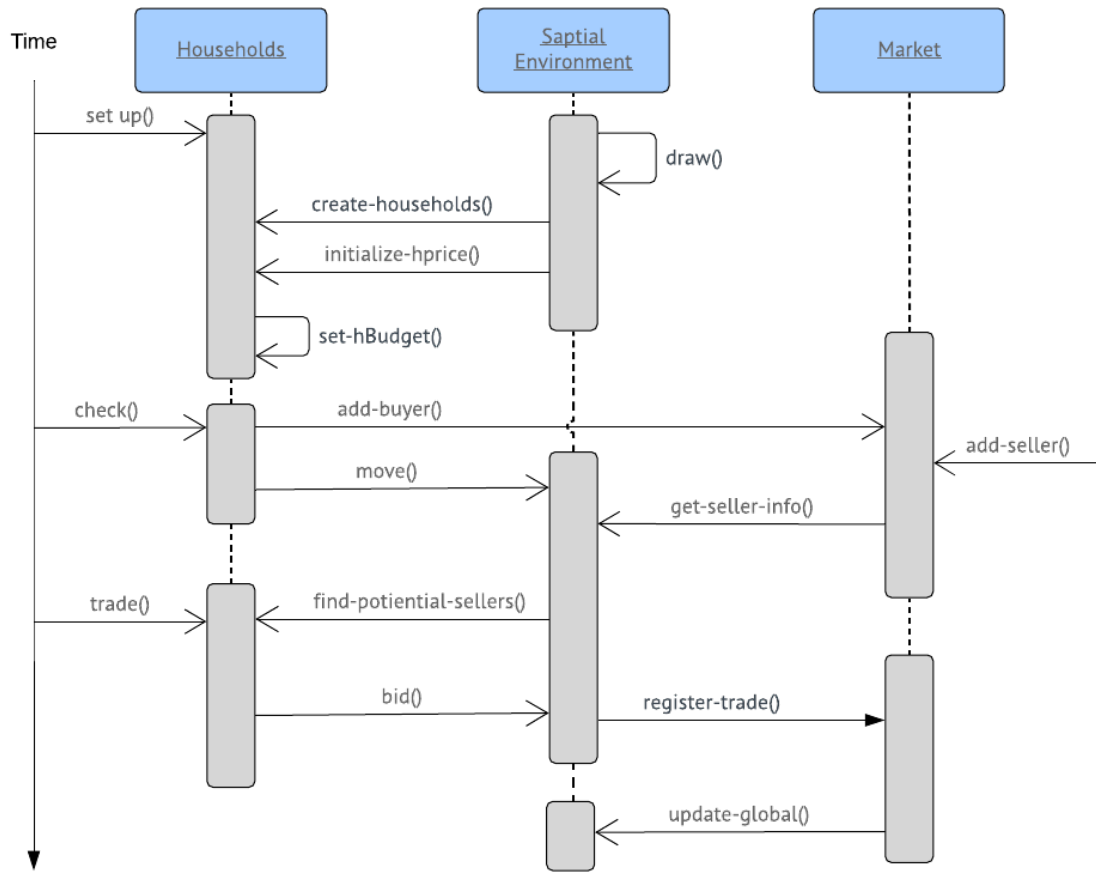 Time
Households
Saptial
Environment
Market
set up()
draw()
create-households()
initialize-hprice()
set-hBudget()
check()
add-buyer()
add-seller()
move()
get-seller-info()
trade()
find-potiential-sellers()
bid()
register-trade()
update-global()